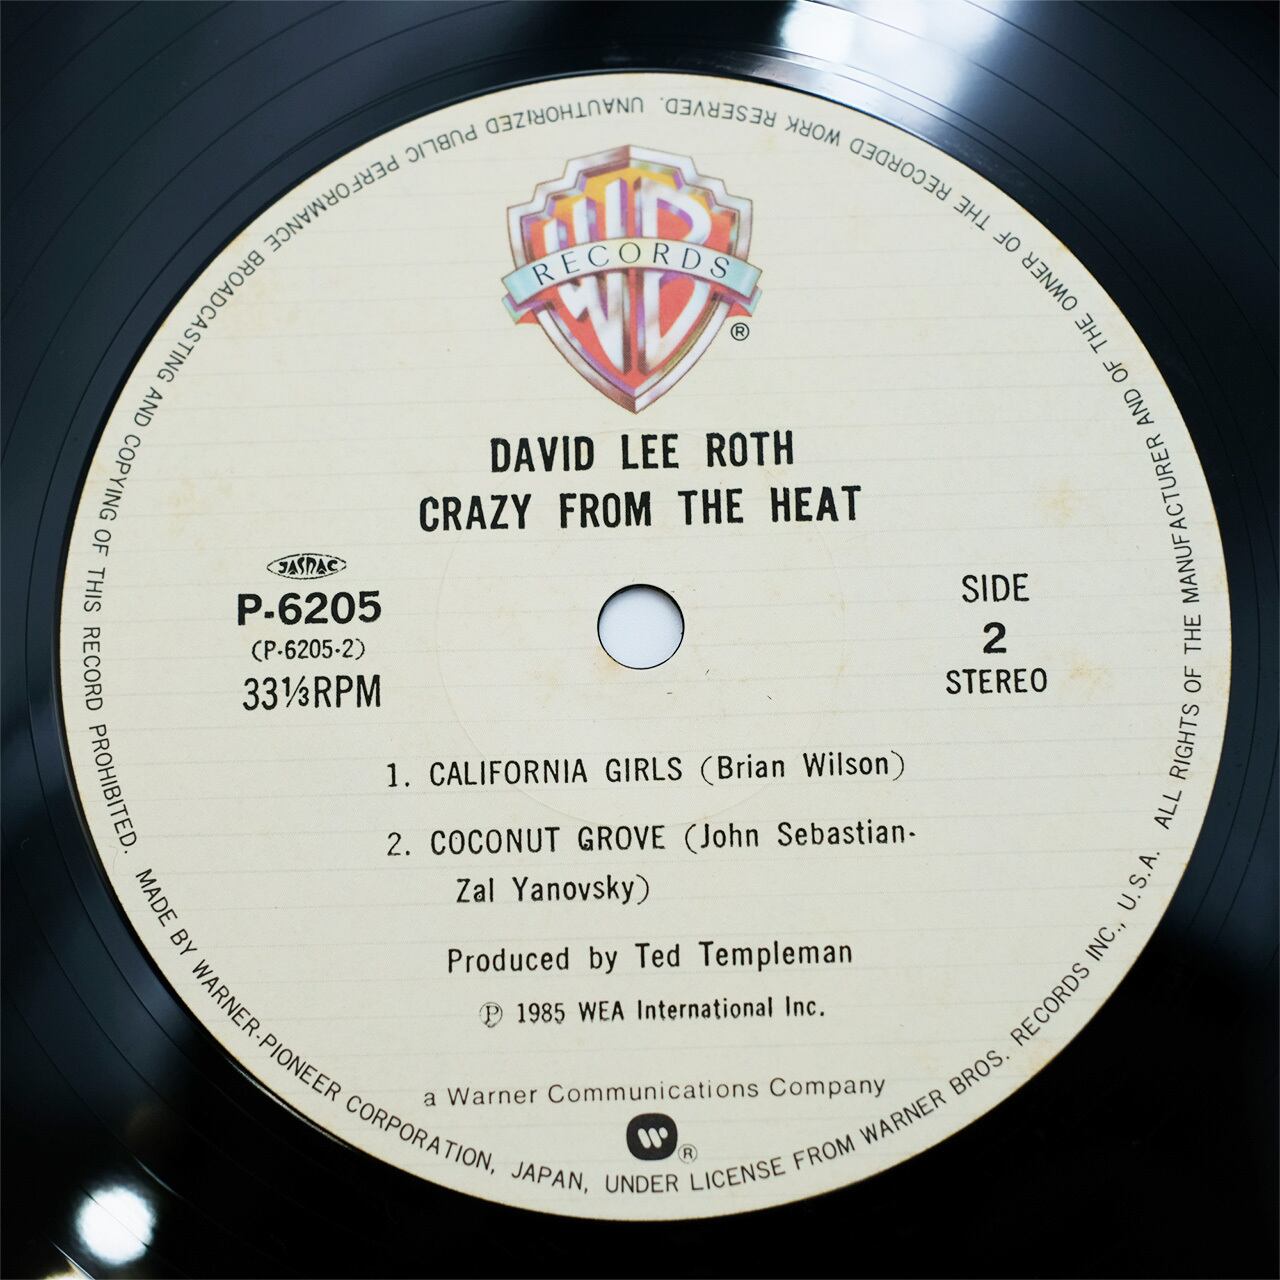 WB
RECORDS
®
DAVID LEE ROTH
CRAZY FROM THE HEAT
JASRAC
P-6205
(P-6205-2)
33⅓RPM
SIDE
2
STEREO
1. CALIFORNIA GIRLS (Brian Wilson)
2. COCONUT GROVE (John Sebastian-
Zal Yanovsky)
Produced by Ted Templeman
℗ 1985 WEA International Inc.
a Warner Communications Company
®
MADE BY WARNER-PIONEER CORPORATION, JAPAN, UNDER LICENSE FROM WARNER BROS. RECORDS INC., U.S.A. ALL RIGHTS OF THE MANUFACTURER AND OF THE OWNER OF THE RECORDED WORK RESERVED. UNAUTHORIZED PUBLIC PERFORMANCE BROADCASTING AND COPYING OF THIS RECORD PROHIBITED.